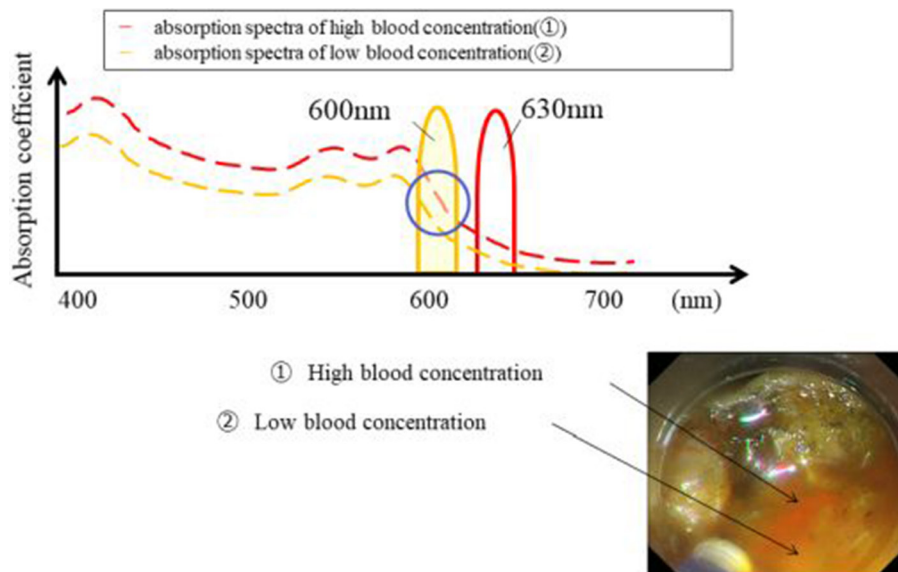 absorption spectra of high blood concentration(①)
absorption spectra of low blood concentration(②)
Absorption coefficient
600nm
630nm
400 500 600 700 (nm)
① High blood concentration
② Low blood concentration